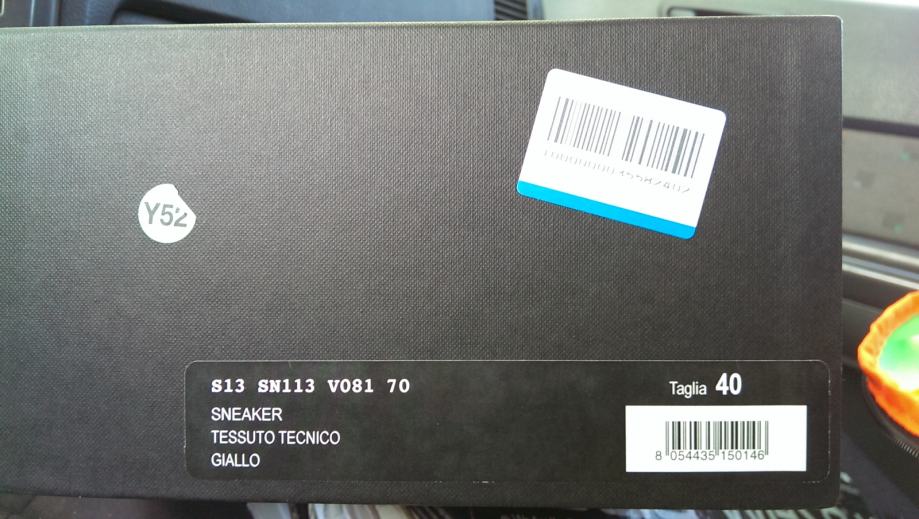 Y52
S13 SN113 V081 70
SNEAKER
TESSUTO TECNICO
GIALLO
Taglia 40
8 054435 150146